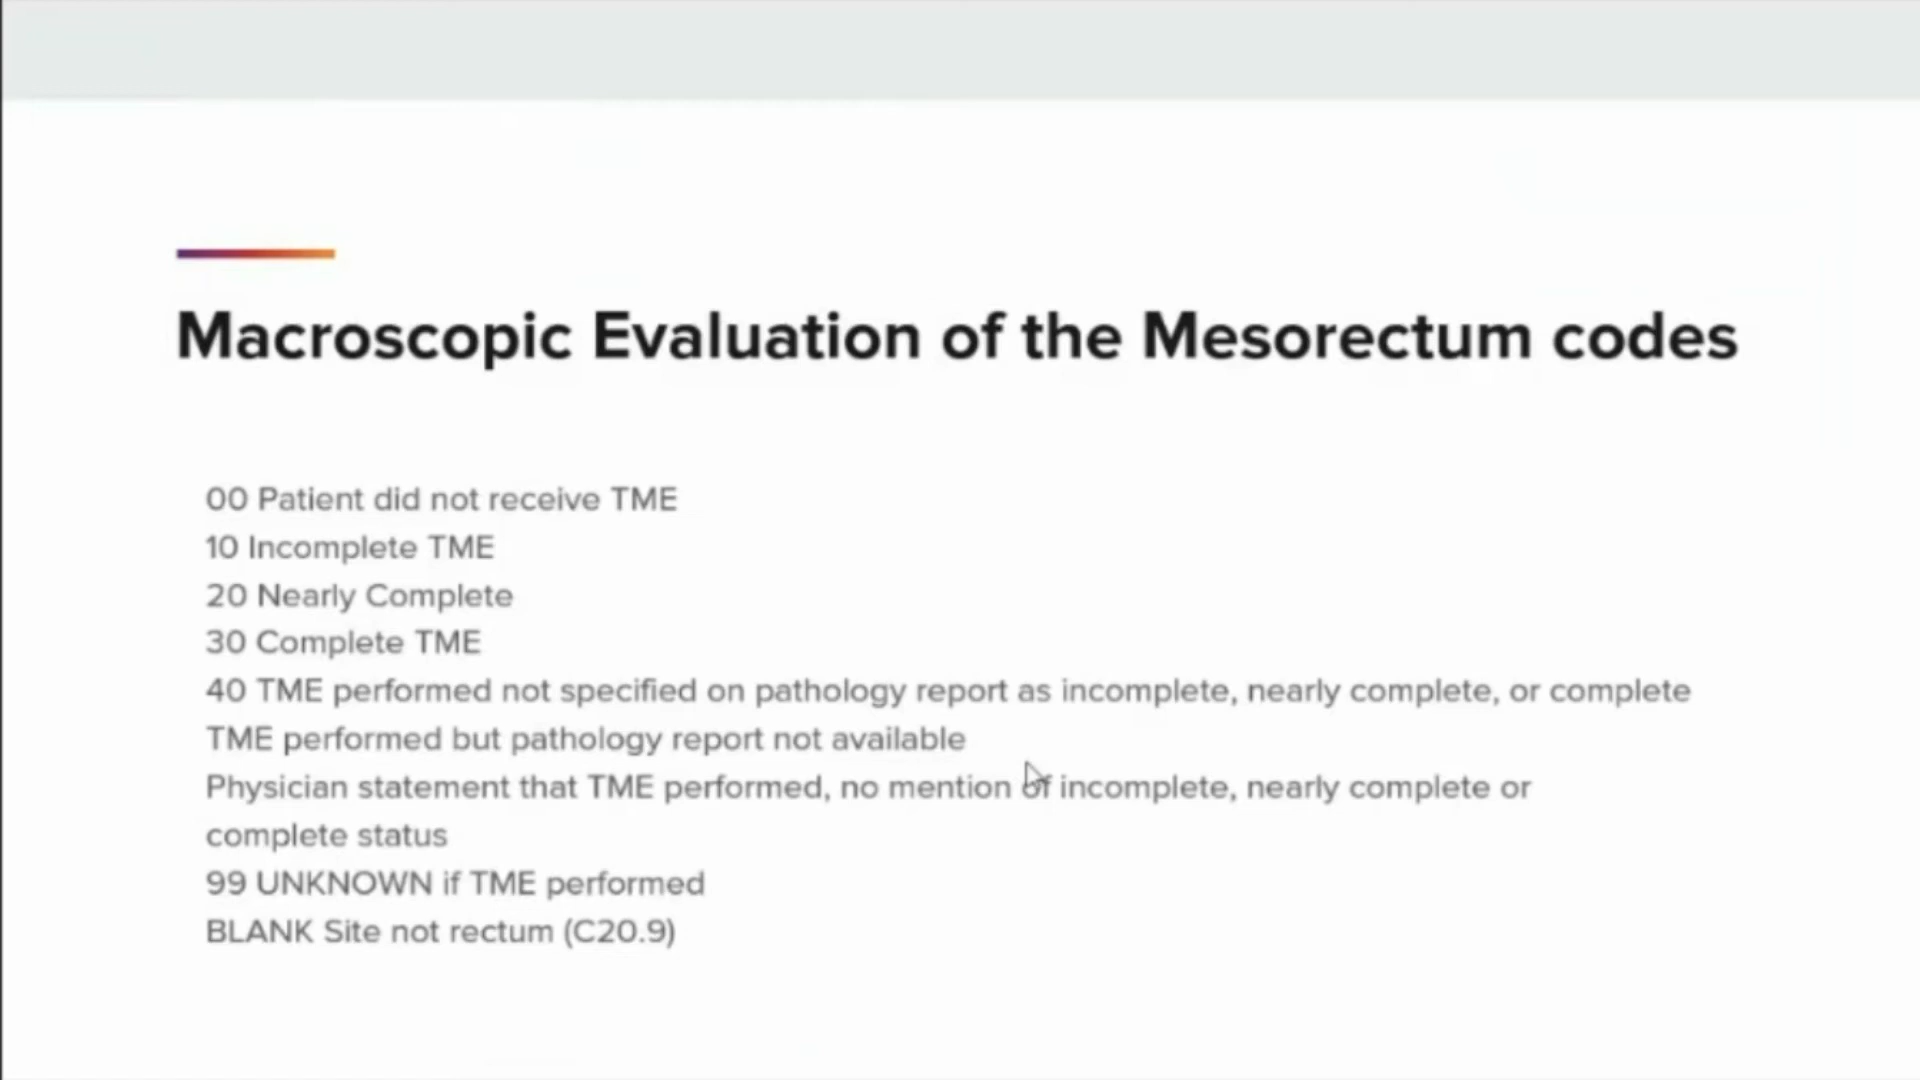 Macroscopic Evaluation of the Mesorectum codes
00 Patient did not receive TME
10 Incomplete TME
20 Nearly Complete
30 Complete TME
40 TME performed not specified on pathology report as incomplete, nearly complete, or complete
TME performed but pathology report not available
Physician statement that TME performed, no mention of incomplete, nearly complete or
complete status
99 UNKNOWN if TME performed
BLANK Site not rectum (C20.9)